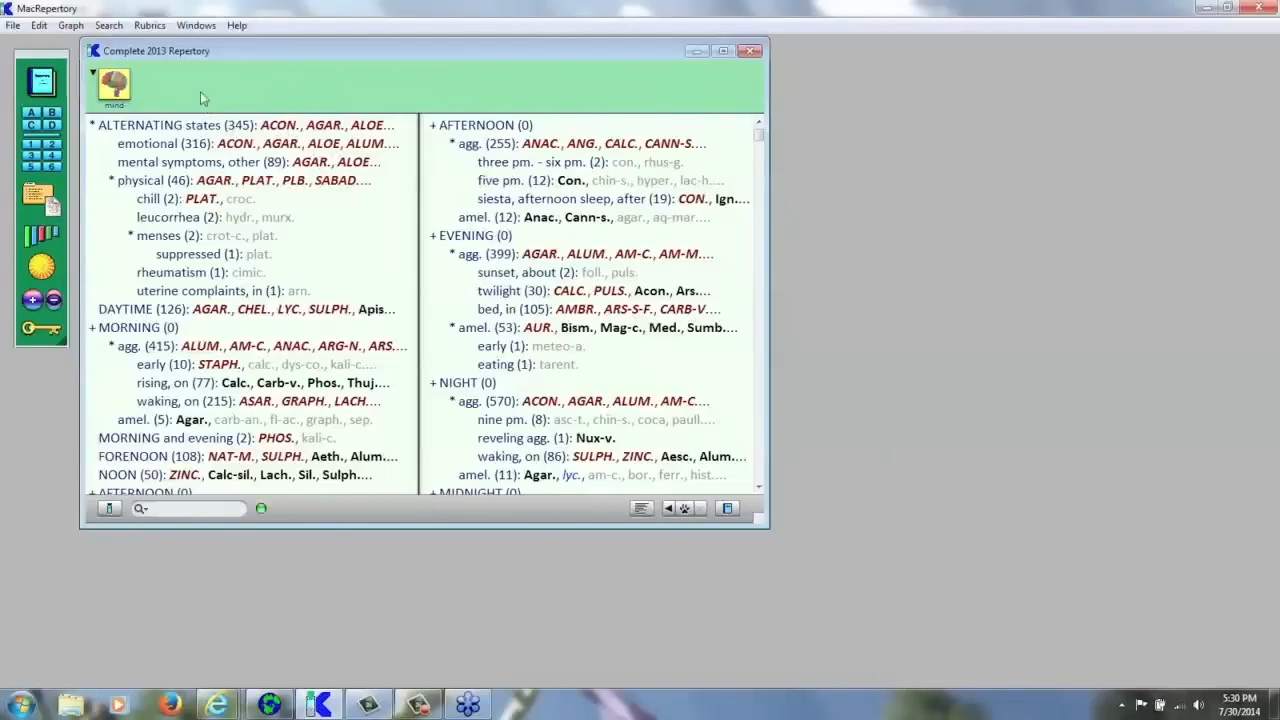 MacRepertory
File Edit Graph Search Rubrics Windows Help
Complete 2013 Repertory
mind
* ALTERNATING states (345): ACON., AGAR., ALOE...
emotional (316): ACON., AGAR., ALOE, ALUM....
mental symptoms, other (89): AGAR., ALOE...
* physical (46): AGAR., PLAT., PLB., SABAD....
chill (2): PLAT., croc.
leucorrhea (2): hydr., murx.
* menses (2): crot-c., plat.
suppressed (1): plat.
rheumatism (1): cimic.
uterine complaints, in (1): arn.
DAYTIME (126): AGAR., CHEL., LYC., SULPH., Apis...
+ MORNING (0)
* agg. (415): ALUM., AM-C., ANAC., ARG-N., ARS....
early (10): STAPH., calc., dys-co., kali-c....
rising, on (77): Calc., Carb-v., Phos., Thuj....
waking, on (215): ASAR., GRAPH., LACH....
amel. (5): Agar., carb-an., fl-ac., graph., sep.
MORNING and evening (2): PHOS., kali-c.
FORENOON (108): NAT-M., SULPH., Aeth., Alum....
NOON (50): ZINC., Calc-sil., Lach., Sil., Sulph....
+ AFTERNOON (0)
+ AFTERNOON (0)
* agg. (255): ANAC., ANG., CALC., CANN-S....
three pm. - six pm. (2): con., rhus-g.
five pm. (12): Con., chin-s., hyper., lac-h....
siesta, afternoon sleep, after (19): CON., Ign....
amel. (12): Anac., Cann-s., agar., aq-mar....
+ EVENING (0)
* agg. (399): AGAR., ALUM., AM-C., AM-M....
sunset, about (2): foll., puls.
twilight (30): CALC., PULS., Acon., Ars....
bed, in (105): AMBR., ARS-S-F., CARB-V....
* amel. (53): AUR., Bism., Mag-c., Med., Sumb....
early (1): meteo-a.
eating (1): tarent.
+ NIGHT (0)
* agg. (570): ACON., AGAR., ALUM., AM-C....
nine pm. (8): asc-t., chin-s., coca, paull....
reveling agg. (1): Nux-v.
waking, on (86): SULPH., ZINC., Aesc., Alum....
amel. (11): Agar., lyc., am-c., bor., ferr., hist....
+ MIDNIGHT (0)
A B
C D
1 2
3 4
5 6
5:30 PM
7/30/2014